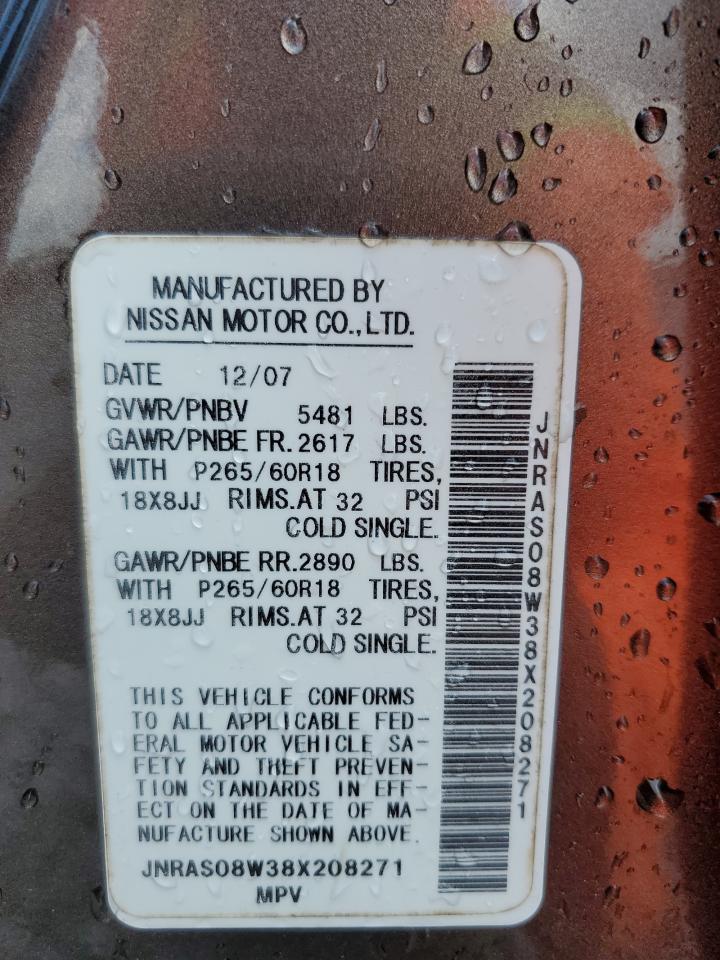 MANUFACTURED BY
NISSAN MOTOR CO.,LTD.
DATE 12/07
GVWR/PNBV 5481 LBS.
GAWR/PNBE FR. 2617 LBS.
WITH P265/60R18 TIRES,
18X8JJ RIMS.AT 32 PSI
COLD SINGLE.
GAWR/PNBE RR. 2890 LBS.
WITH P265/60R18 TIRES,
18X8JJ RIMS.AT 32 PSI
COLD SINGLE.
THIS VEHICLE CONFORMS
TO ALL APPLICABLE FED-
ERAL MOTOR VEHICLE SA-
FETY AND THEFT PREVEN-
TION STANDARDS IN EFF-
ECT ON THE DATE OF MA-
NUFACTURE SHOWN ABOVE.
JNRAS08W38X208271
MPV
JNRAS08W38X208271